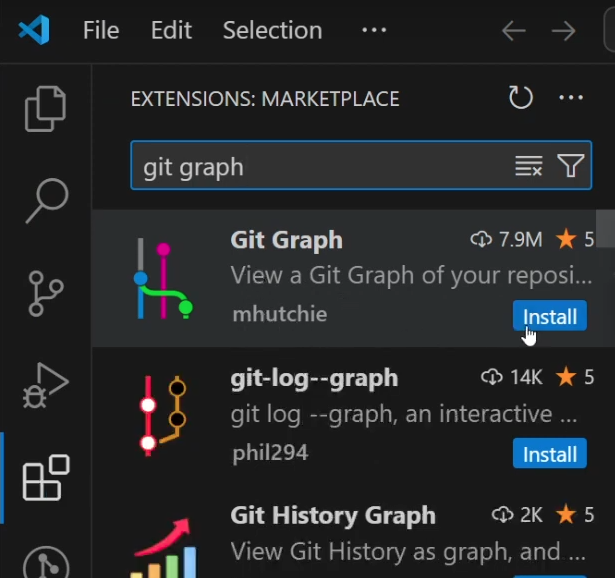 File Edit Selection ···
EXTENSIONS: MARKETPLACE
git graph
Git Graph 7.9M 5
View a Git Graph of your reposi...
mhutchie Install
git-log--graph 14K 5
git log --graph, an interactive ...
phil294 Install
Git History Graph 2K 5
View Git History as graph, and ...